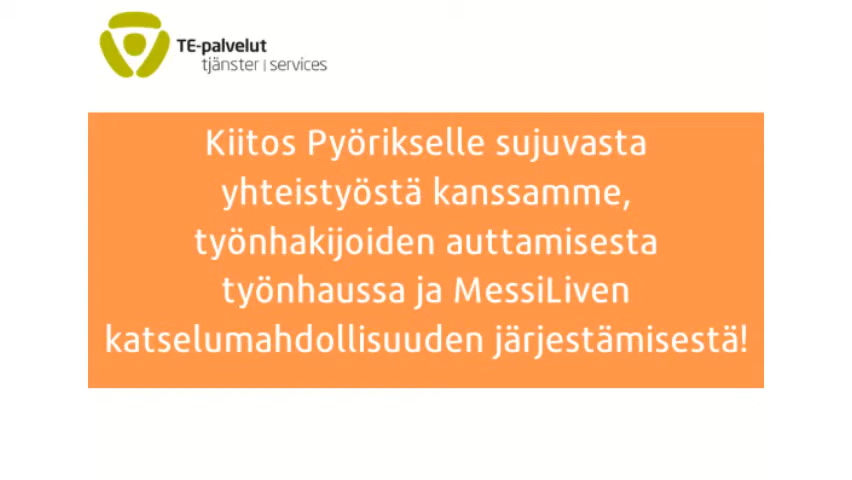 TE-palvelut
tjänster | services
Kiitos Pyörikselle sujuvasta
yhteistyöstä kanssamme,
työnhakijoiden auttamisesta
työnhaussa ja MessiLiven
katselumahdollisuuden järjestämisestä!